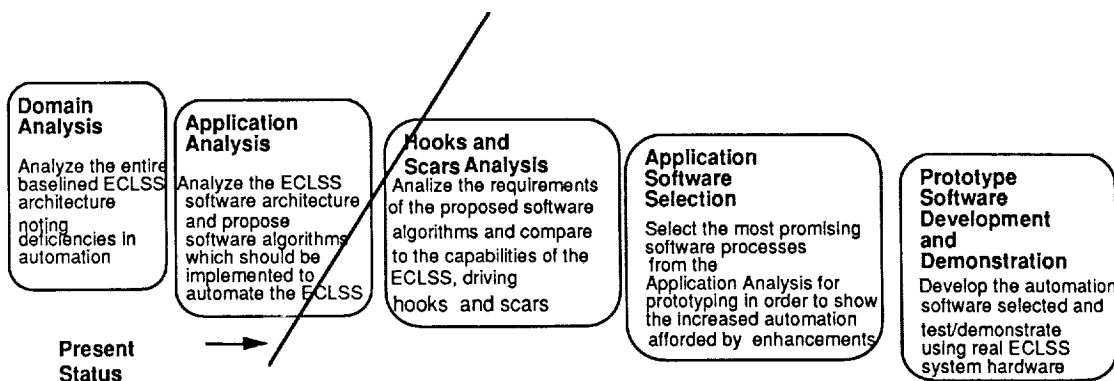 Domain
Analysis
Analyze the entire
baselined ECLSS
architecture
noting
deficiencies in
automation
Application
Analysis
Analyze the ECLSS
software architecture
and propose
software algorithms
which should be
implemented to
automate the ECLSS
Hooks and
Scars Analysis
Analize the requirements
of the proposed software
algorithms and compare
to the capabilities of the
ECLSS, driving
hooks and scars
Application
Software
Selection
Select the most promising
software processes
from the
Application Analysis for
prototyping in order to show
the increased automation
afforded by enhancements
Prototype
Software
Development
and
Demonstration
Develop the automation
software selected and
test/demonstrate
using real ECLSS
system hardware
Present
Status